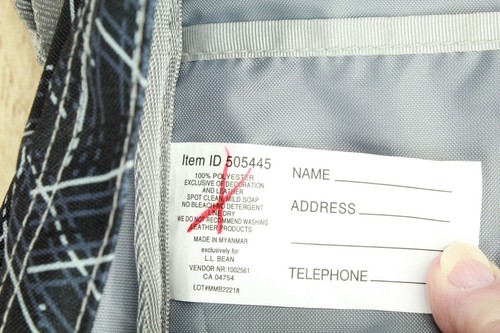 Item ID 505445
100% POLYESTER
EXCLUSIVE OF DECORATION
AND LEATHER
SPOT CLEAN, MILD SOAP
NO BLEACH, NO DETERGENT
LINE DRY
WE DO NOT RECOMMEND WASHING
LEATHER PRODUCTS
MADE IN MYANMAR
exclusively for
L.L. BEAN
VENDOR NR:1002561
CA 04754
LOT#MMB22218
NAME
ADDRESS
TELEPHONE